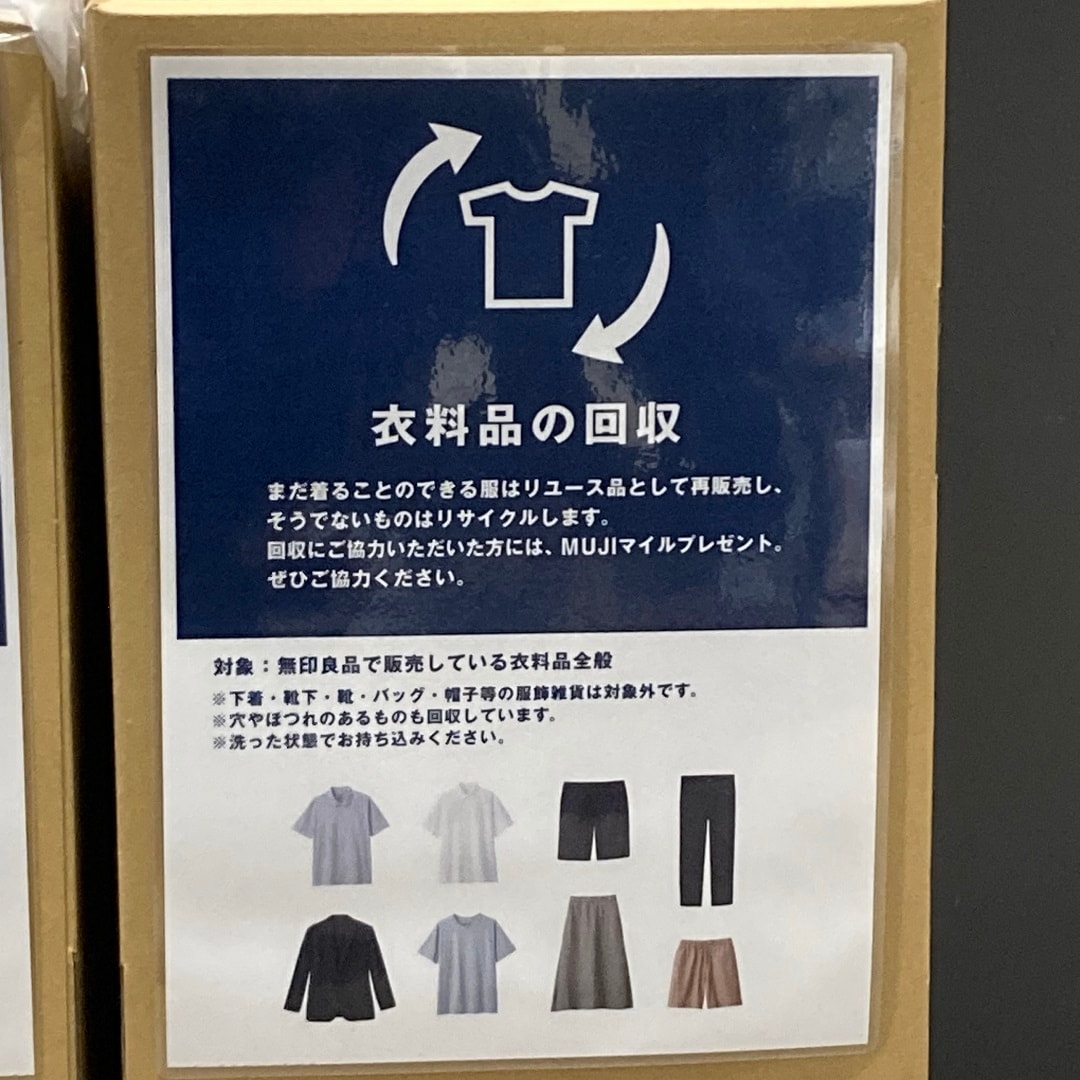 衣料品の回収
まだ着ることのできる服はリユース品として再販売し、
そうでないものはリサイクルします。
回収にご協力いただいた方には、MUJIマイルプレゼント。
ぜひご協力ください。
対象：無印良品で販売している衣料品全般
※下着・靴下・靴・バッグ・帽子等の服飾雑貨は対象外です。
※穴やほつれのあるものも回収しています。
※洗った状態でお持ち込みください。